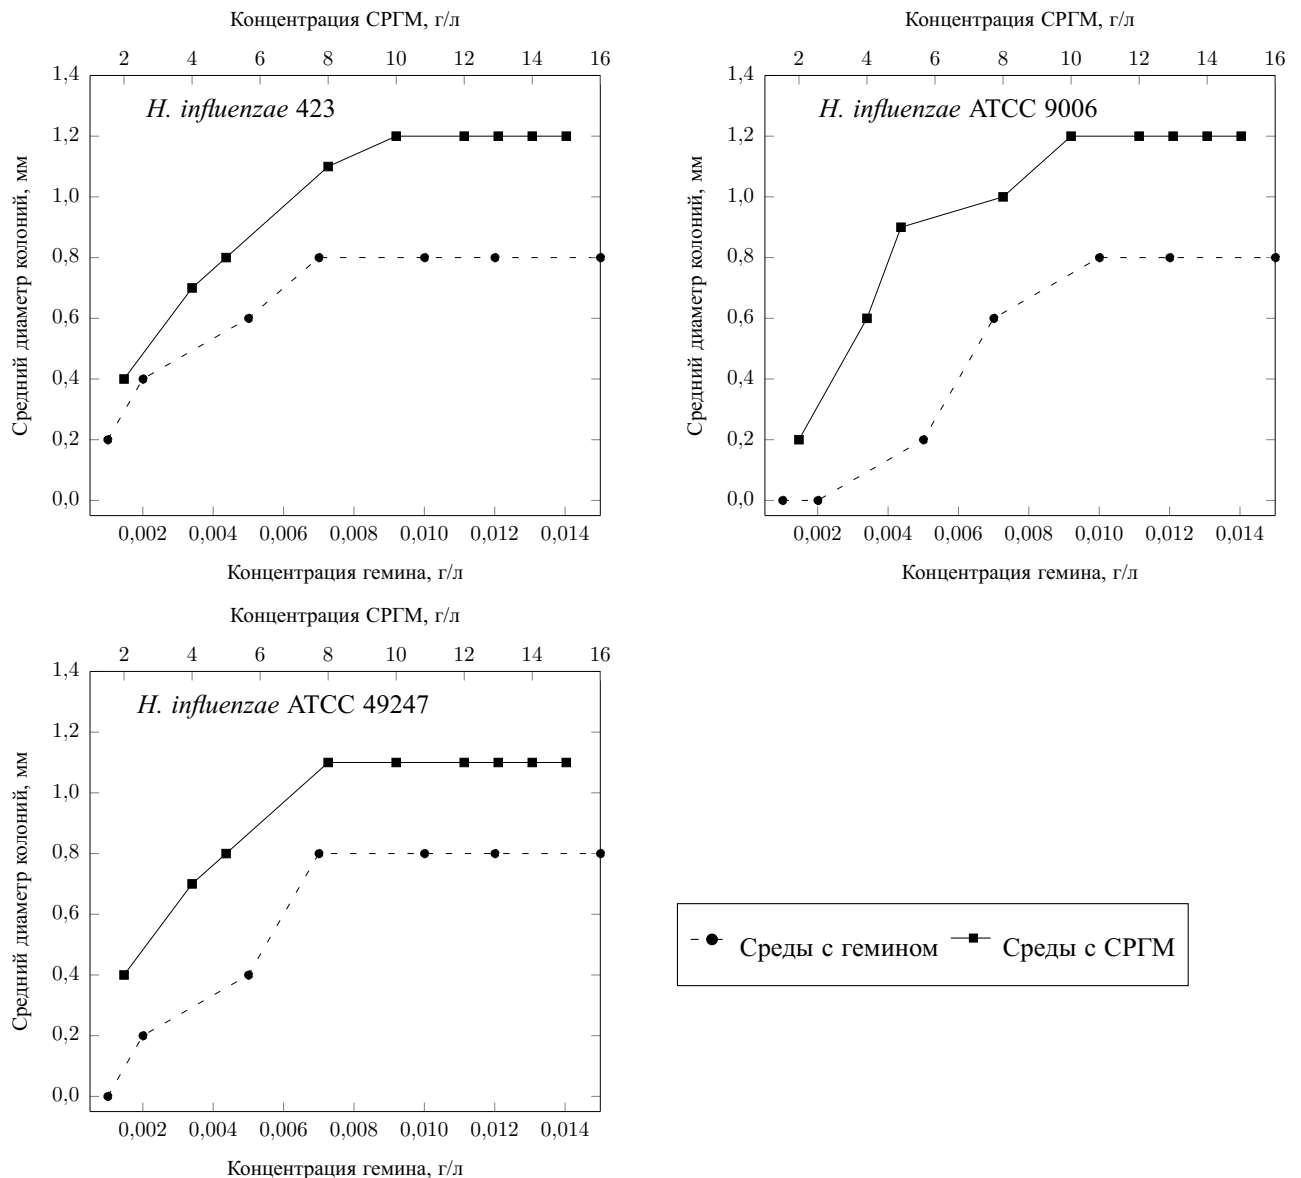 Концентрация СРГМ, г/л
2 4 6 8 10 12 14 16
1,4
1,2
1,0
0,8
0,6
0,4
0,2
0,0
Средний диаметр колоний, мм
H. influenzae 423
0,002 0,004 0,006 0,008 0,010 0,012 0,014
Концентрация гемина, г/л
Концентрация СРГМ, г/л
2 4 6 8 10 12 14 16
1,4
1,2
1,0
0,8
0,6
0,4
0,2
0,0
Средний диаметр колоний, мм
H. influenzae ATCC 9006
0,002 0,004 0,006 0,008 0,010 0,012 0,014
Концентрация гемина, г/л
Концентрация СРГМ, г/л
2 4 6 8 10 12 14 16
1,4
1,2
1,0
0,8
0,6
0,4
0,2
0,0
Средний диаметр колоний, мм
H. influenzae ATCC 49247
0,002 0,004 0,006 0,008 0,010 0,012 0,014
Концентрация гемина, г/л
Среды с гемином Среды с СРГМ